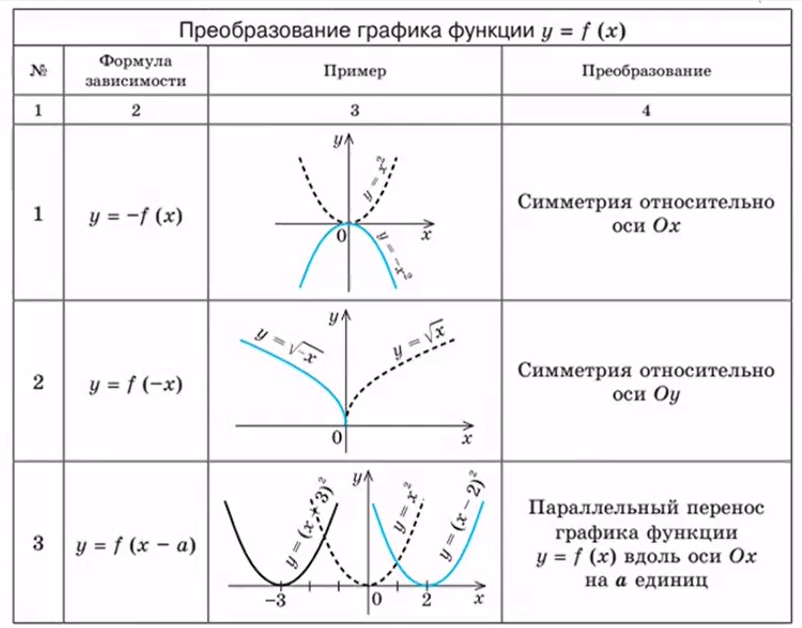 Преобразование графика функции y = f (x)
№
Формула
зависимости
Пример
Преобразование
1
2
3
4
1
y = −f (x)
y
y = x²
0
x
y = −x²
Симметрия относительно
оси Ox
2
y = f (−x)
y
y = √−x
y = √x
0
x
Симметрия относительно
оси Oy
3
y = f (x − a)
y
y = (x + 3)²
y = x²
y = (x − 2)²
−3
0
2
x
Параллельный перенос
графика функции
y = f (x) вдоль оси Ox
на a единиц